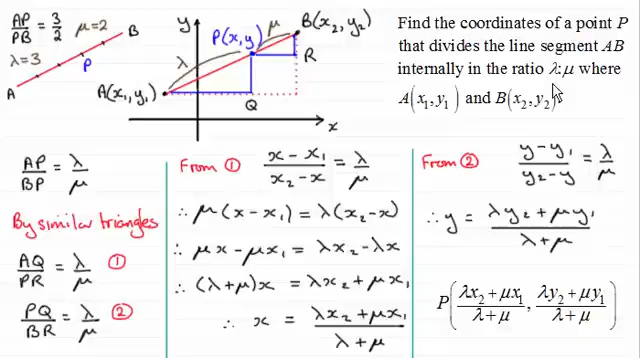 AP/PB = 3/2 μ=2
λ=3
A
P
B
y
A(x₁,y₁)
λ
P(x,y)
μ
B(x₂,y₂)
R
Q
x
Find the coordinates of a point P
that divides the line segment AB
internally in the ratio λ:μ where
A(x₁,y₁) and B(x₂,y₂)
AP/BP = λ/μ
By similar triangles
AQ/PR = λ/μ ①
PQ/BR = λ/μ ②
From ① (x - x₁)/(x₂ - x) = λ/μ
∴ μ(x - x₁) = λ(x₂ - x)
∴ μx - μx₁ = λx₂ - λx
∴ (λ+μ)x = λx₂ + μx₁
∴ x = (λx₂ + μx₁)/(λ + μ)
From ② (y - y₁)/(y₂ - y) = λ/μ
∴ y = (λy₂ + μy₁)/(λ + μ)
P((λx₂ + μx₁)/(λ + μ), (λy₂ + μy₁)/(λ + μ))